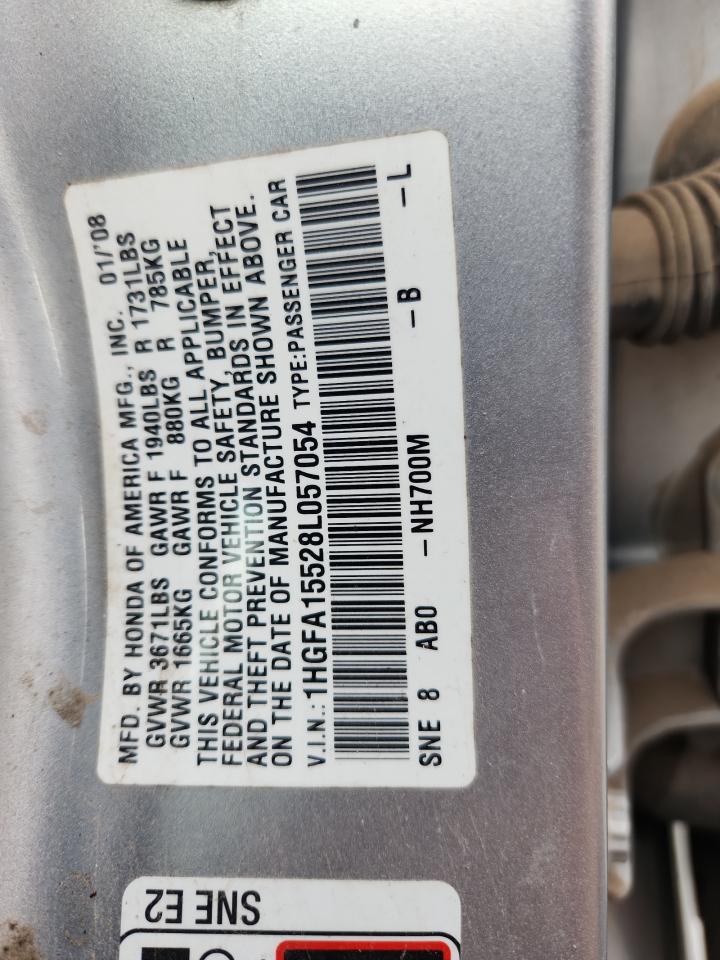 MFD. BY HONDA OF AMERICA MFG., INC. 01/'08
GVWR 3671LBS GAWR F 1940LBS R 1731LBS
GVWR 1665KG GAWR F 880KG R 785KG
THIS VEHICLE CONFORMS TO ALL APPLICABLE
FEDERAL MOTOR VEHICLE SAFETY, BUMPER,
AND THEFT PREVENTION STANDARDS IN EFFECT
ON THE DATE OF MANUFACTURE SHOWN ABOVE.
V.I.N.:1HGFA15528L057054 TYPE:PASSENGER CAR
SNE 8 AB0 -NH700M -B -L
SNE E2